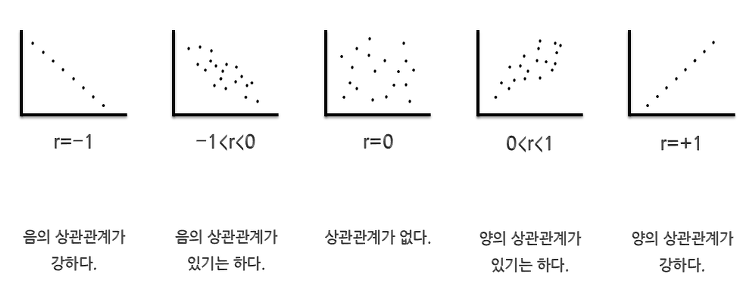 r=-1
-1<r<0
r=0
0<r<1
r=+1
음의 상관관계가
강하다.
음의 상관관계가
있기는 하다.
상관관계가 없다.
양의 상관관계가
있기는 하다.
양의 상관관계가
강하다.